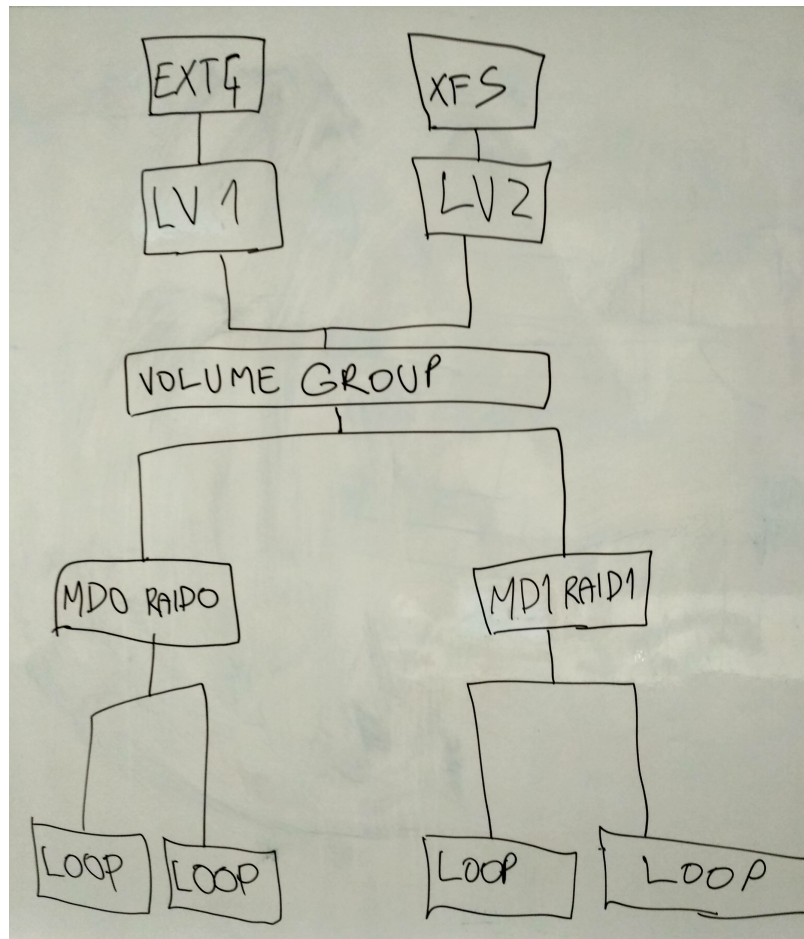 EXT4
XFS
LV 1
LV2
VOLUME GROUP
MD0 RAID0
MD1 RAID1
LOOP
LOOP
LOOP
LOOP